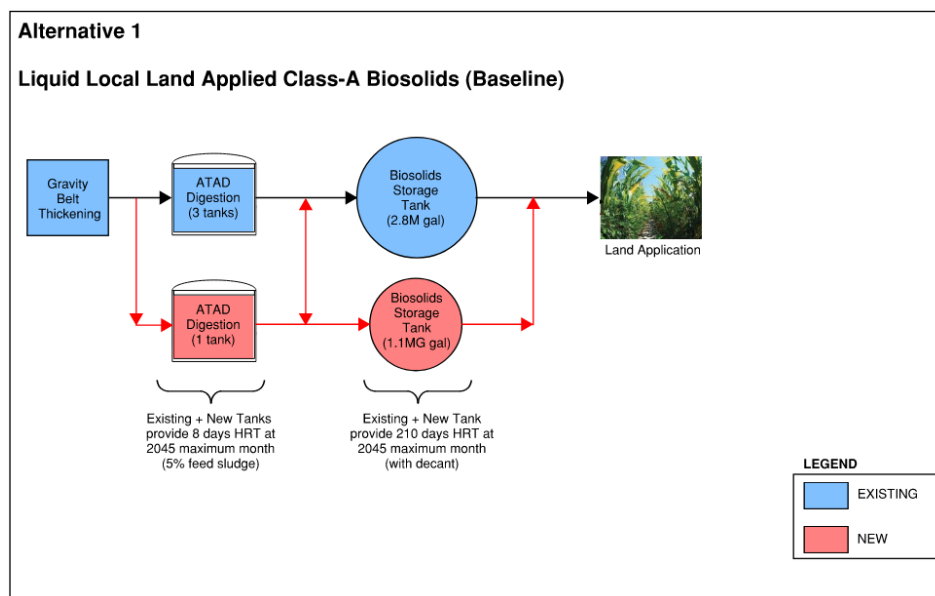 Alternative 1
Liquid Local Land Applied Class-A Biosolids (Baseline)
Gravity
Belt
Thickening
ATAD
Digestion
(3 tanks)
Biosolids
Storage
Tank
(2.8M gal)
Land Application
ATAD
Digestion
(1 tank)
Biosolids
Storage
Tank
(1.1MG gal)
Existing + New Tanks
provide 8 days HRT at
2045 maximum month
(5% feed sludge)
Existing + New Tank
provide 210 days HRT at
2045 maximum month
(with decant)
LEGEND
EXISTING
NEW